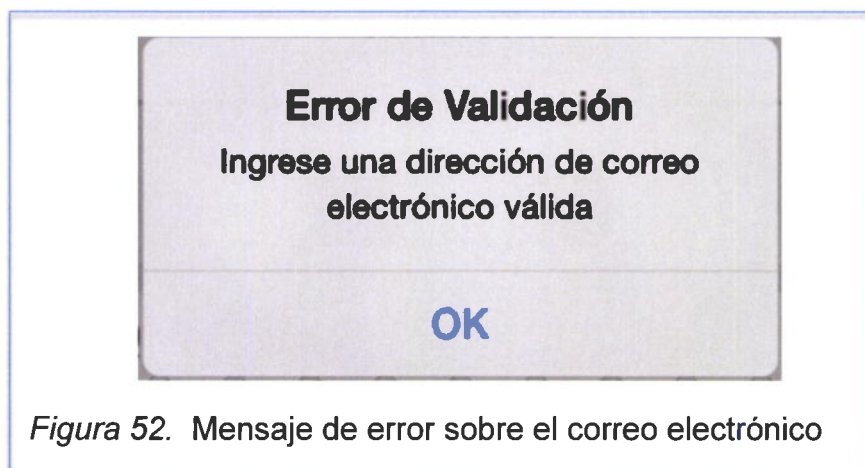 Error de Validación
Ingrese una dirección de correo
electrónico válida
OK
Figura 52. Mensaje de error sobre el correo electrónico